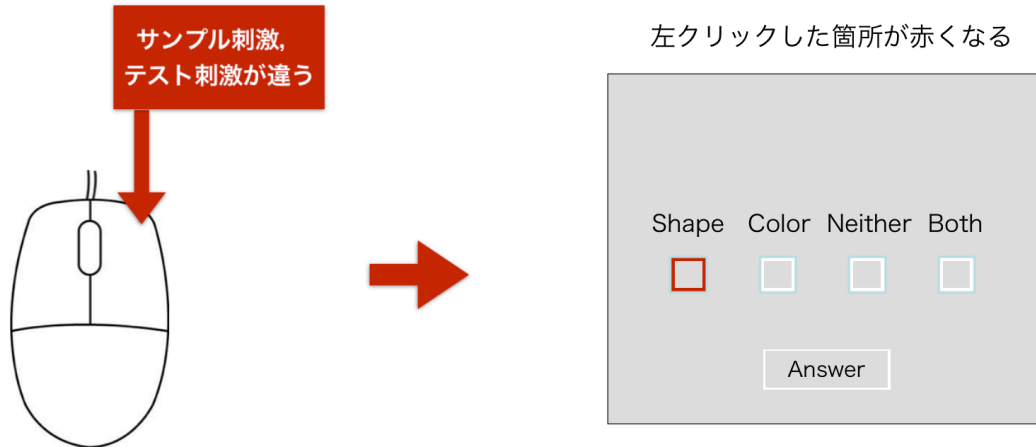 サンプル刺激,
テスト刺激が違う
左クリックした箇所が赤くなる
Shape Color Neither Both
Answer